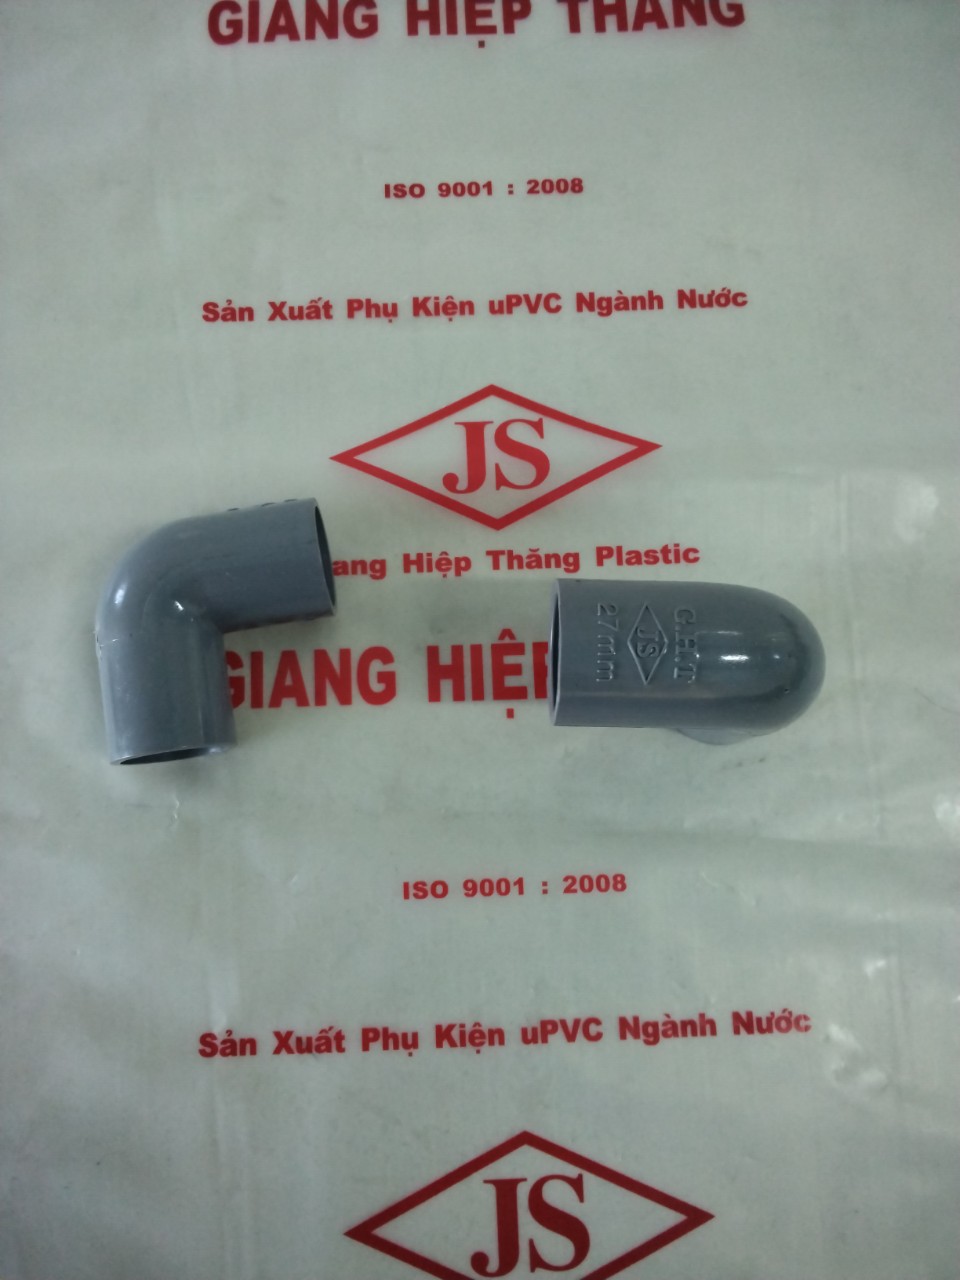 GIANG HIỆP THĂNG
ISO 9001 : 2008
Sản Xuất Phụ Kiện uPVC Ngành Nước
JS
ang Hiệp Thăng Plastic
GIANG HIỆP
C.H.T
JS
27mm
ISO 9001 : 2008
Sản Xuất Phụ Kiện uPVC Ngành Nước
JS